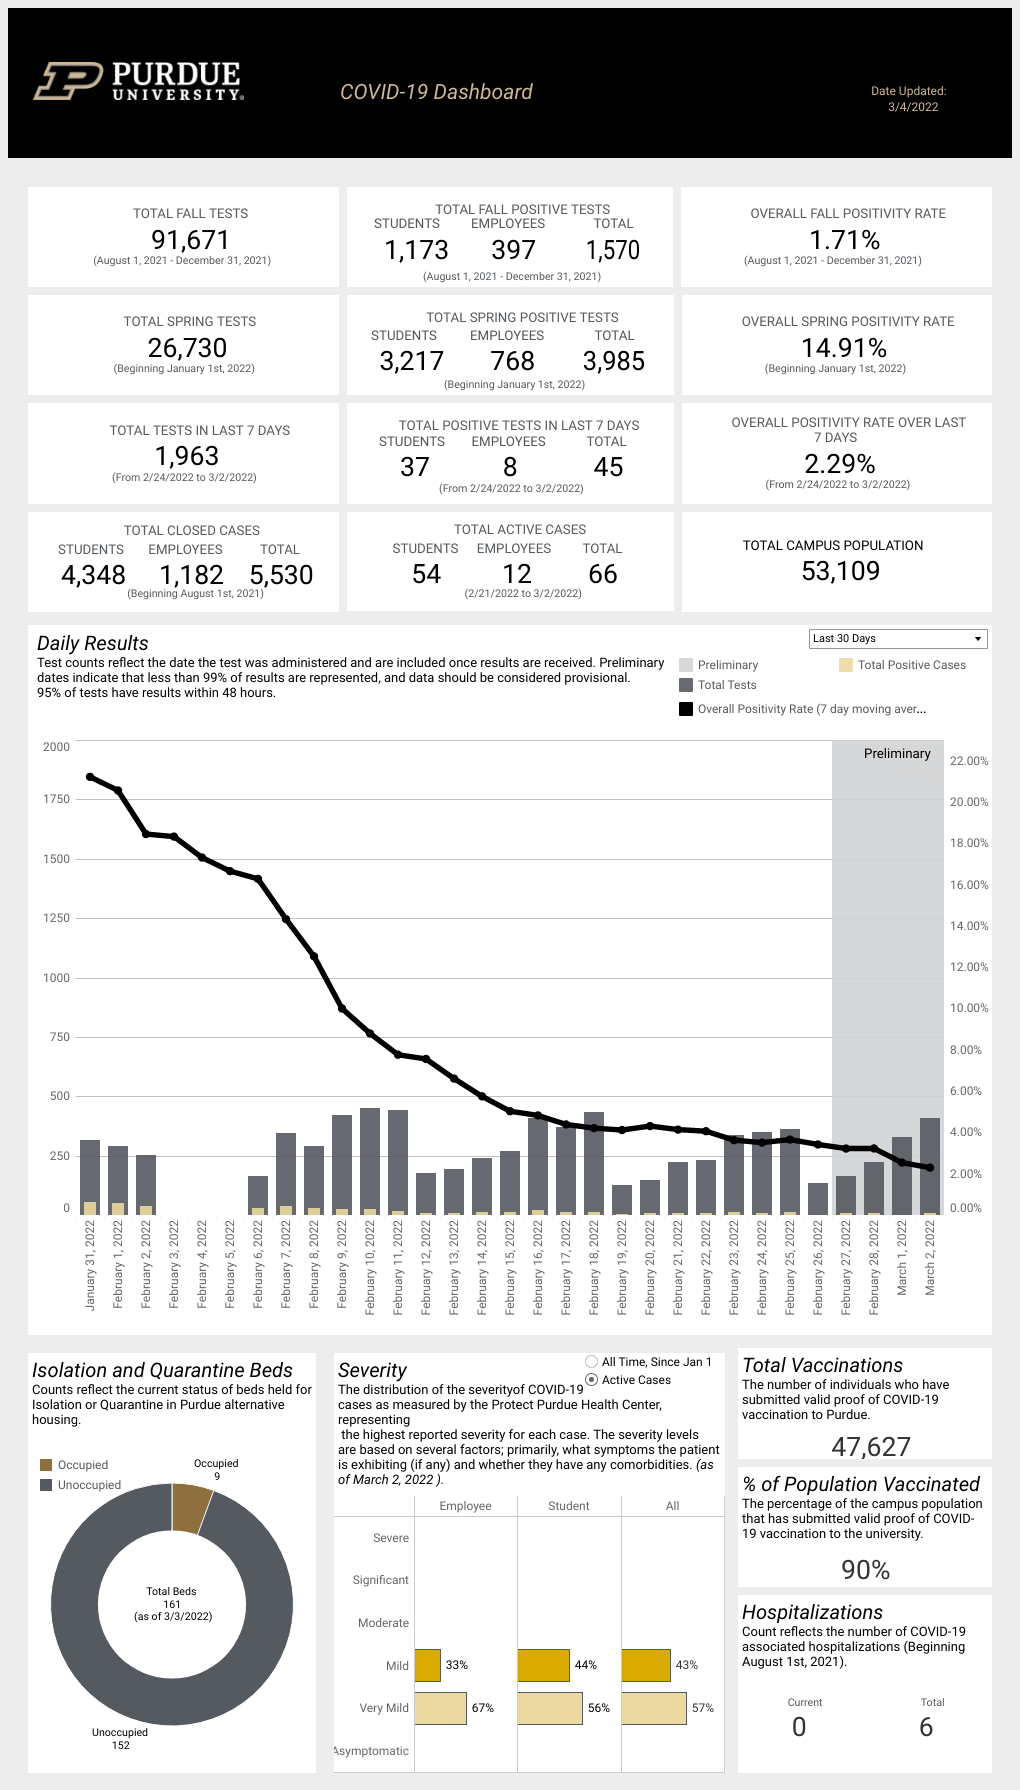 PURDUE
UNIVERSITY®
COVID-19 Dashboard
Date Updated:
3/4/2022
TOTAL FALL TESTS
91,671
(August 1, 2021 - December 31, 2021)
TOTAL FALL POSITIVE TESTS
STUDENTS EMPLOYEES TOTAL
1,173 397 1,570
(August 1, 2021 - December 31, 2021)
OVERALL FALL POSITIVITY RATE
1.71%
(August 1, 2021 - December 31, 2021)
TOTAL SPRING TESTS
26,730
(Beginning January 1st, 2022)
TOTAL SPRING POSITIVE TESTS
STUDENTS EMPLOYEES TOTAL
3,217 768 3,985
(Beginning January 1st, 2022)
OVERALL SPRING POSITIVITY RATE
14.91%
(Beginning January 1st, 2022)
TOTAL TESTS IN LAST 7 DAYS
1,963
(From 2/24/2022 to 3/2/2022)
TOTAL POSITIVE TESTS IN LAST 7 DAYS
STUDENTS EMPLOYEES TOTAL
37 8 45
(From 2/24/2022 to 3/2/2022)
OVERALL POSITIVITY RATE OVER LAST
7 DAYS
2.29%
(From 2/24/2022 to 3/2/2022)
TOTAL CLOSED CASES
STUDENTS EMPLOYEES TOTAL
4,348 1,182 5,530
(Beginning August 1st, 2021)
TOTAL ACTIVE CASES
STUDENTS EMPLOYEES TOTAL
54 12 66
(2/21/2022 to 3/2/2022)
TOTAL CAMPUS POPULATION
53,109
Daily Results
Test counts reflect the date the test was administered and are included once results are received. Preliminary
dates indicate that less than 99% of results are represented, and data should be considered provisional.
95% of tests have results within 48 hours.
Last 30 Days
Preliminary
Total Positive Cases
Total Tests
Overall Positivity Rate (7 day moving aver...
Preliminary
2000
1750
1500
1250
1000
750
500
250
0
22.00%
20.00%
18.00%
16.00%
14.00%
12.00%
10.00%
8.00%
6.00%
4.00%
2.00%
0.00%
January 31, 2022
February 1, 2022
February 2, 2022
February 3, 2022
February 4, 2022
February 5, 2022
February 6, 2022
February 7, 2022
February 8, 2022
February 9, 2022
February 10, 2022
February 11, 2022
February 12, 2022
February 13, 2022
February 14, 2022
February 15, 2022
February 16, 2022
February 17, 2022
February 18, 2022
February 19, 2022
February 20, 2022
February 21, 2022
February 22, 2022
February 23, 2022
February 24, 2022
February 25, 2022
February 26, 2022
February 27, 2022
February 28, 2022
March 1, 2022
March 2, 2022
Isolation and Quarantine Beds
Counts reflect the current status of beds held for
Isolation or Quarantine in Purdue alternative
housing.
Occupied
Unoccupied
Occupied
9
Total Beds
161
(as of 3/3/2022)
Unoccupied
152
Severity
All Time, Since Jan 1
Active Cases
The distribution of the severityof COVID-19
cases as measured by the Protect Purdue Health Center,
representing
the highest reported severity for each case. The severity levels
are based on several factors; primarily, what symptoms the patient
is exhibiting (if any) and whether they have any comorbidities. (as
of March 2, 2022 ).
Employee Student All
Severe
Significant
Moderate
Mild 33% 44% 43%
Very Mild 67% 56% 57%
Asymptomatic
Total Vaccinations
The number of individuals who have
submitted valid proof of COVID-19
vaccination to Purdue.
47,627
% of Population Vaccinated
The percentage of the campus population
that has submitted valid proof of COVID-
19 vaccination to the university.
90%
Hospitalizations
Count reflects the number of COVID-19
associated hospitalizations (Beginning
August 1st, 2021).
Current Total
0 6